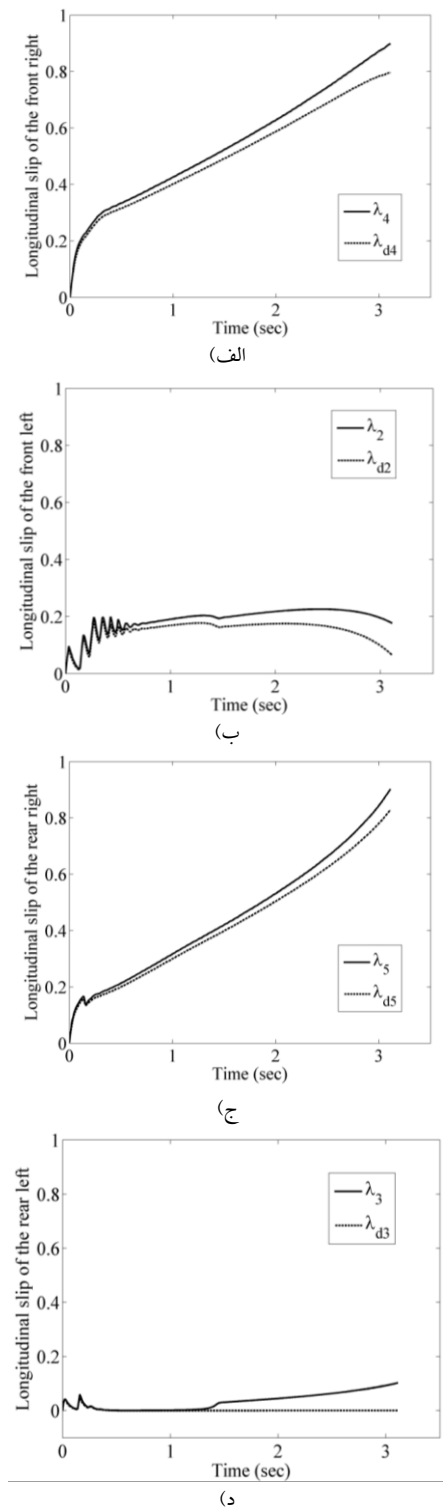 Longitudinal slip of the front right
1
0.8
0.6
0.4
0.2
0
0 1 2 3
λ4
λd4
Time (sec)
الف)
Longitudinal slip of the front left
1
0.8
0.6
0.4
0.2
0
0 1 2 3
λ2
λd2
Time (sec)
ب)
Longitudinal slip of the rear right
1
0.8
0.6
0.4
0.2
0
0 1 2 3
λ5
λd5
Time (sec)
ج)
Longitudinal slip of the rear left
1
0.8
0.6
0.4
0.2
0
0 1 2 3
λ3
λd3
Time (sec)
د)